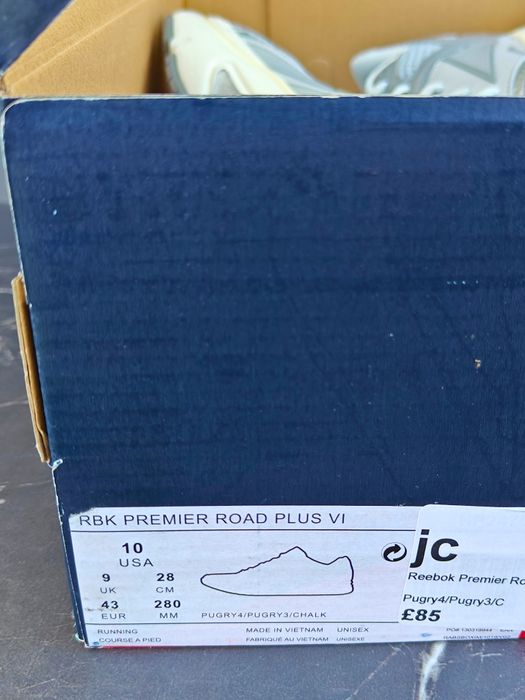 RBK PREMIER ROAD PLUS VI
10
USA
9 28
UK CM
43 280
EUR MM
PUGRY4/PUGRY3/CHALK
RUNNING MADE IN VIETNAM UNISEX
COURSE A PIED FABRIQUÉ AU VIETNAM UNISEXE
jc
Reebok Premier Ro
Pugry4/Pugry3/C
£85